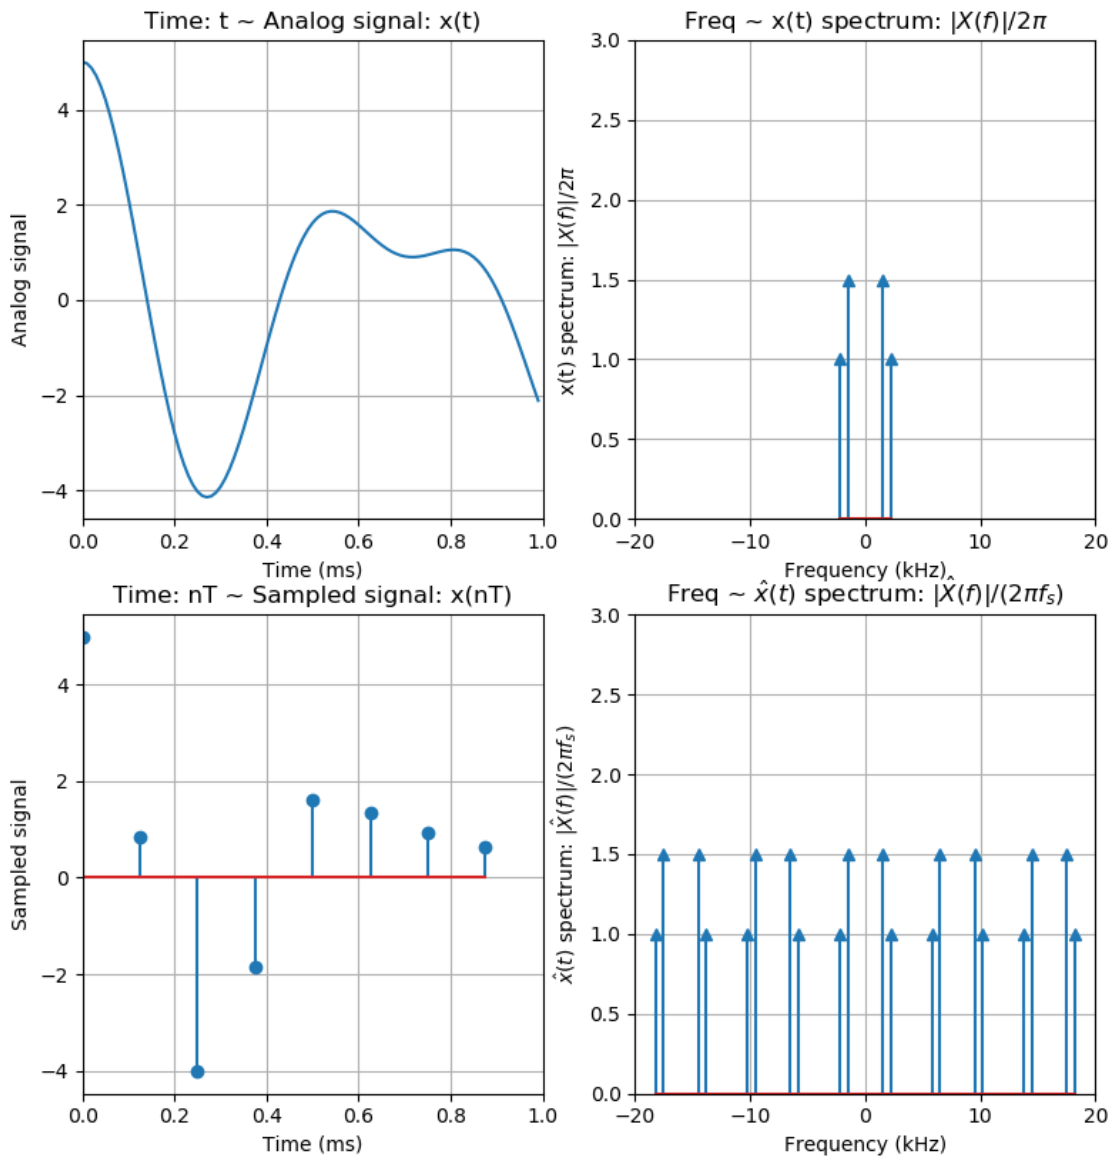 Time: t ~ Analog signal: x(t)
4
2
0
−2
−4
Analog signal
0.0 0.2 0.4 0.6 0.8 1.0
Time (ms)
Freq ~ x(t) spectrum: |X(f)|/2π
3.0
2.5
2.0
1.5
1.0
0.5
0.0
x(t) spectrum: |X(f)|/2π
−20 −10 0 10 20
Frequency (kHz)
Time: nT ~ Sampled signal: x(nT)
4
2
0
−2
−4
Sampled signal
0.0 0.2 0.4 0.6 0.8 1.0
Time (ms)
Freq ~ x̂(t) spectrum: |X̂(f)|/(2πfₛ)
3.0
2.5
2.0
1.5
1.0
0.5
0.0
x̂(t) spectrum: |X̂(f)|/(2πfₛ)
−20 −10 0 10 20
Frequency (kHz)